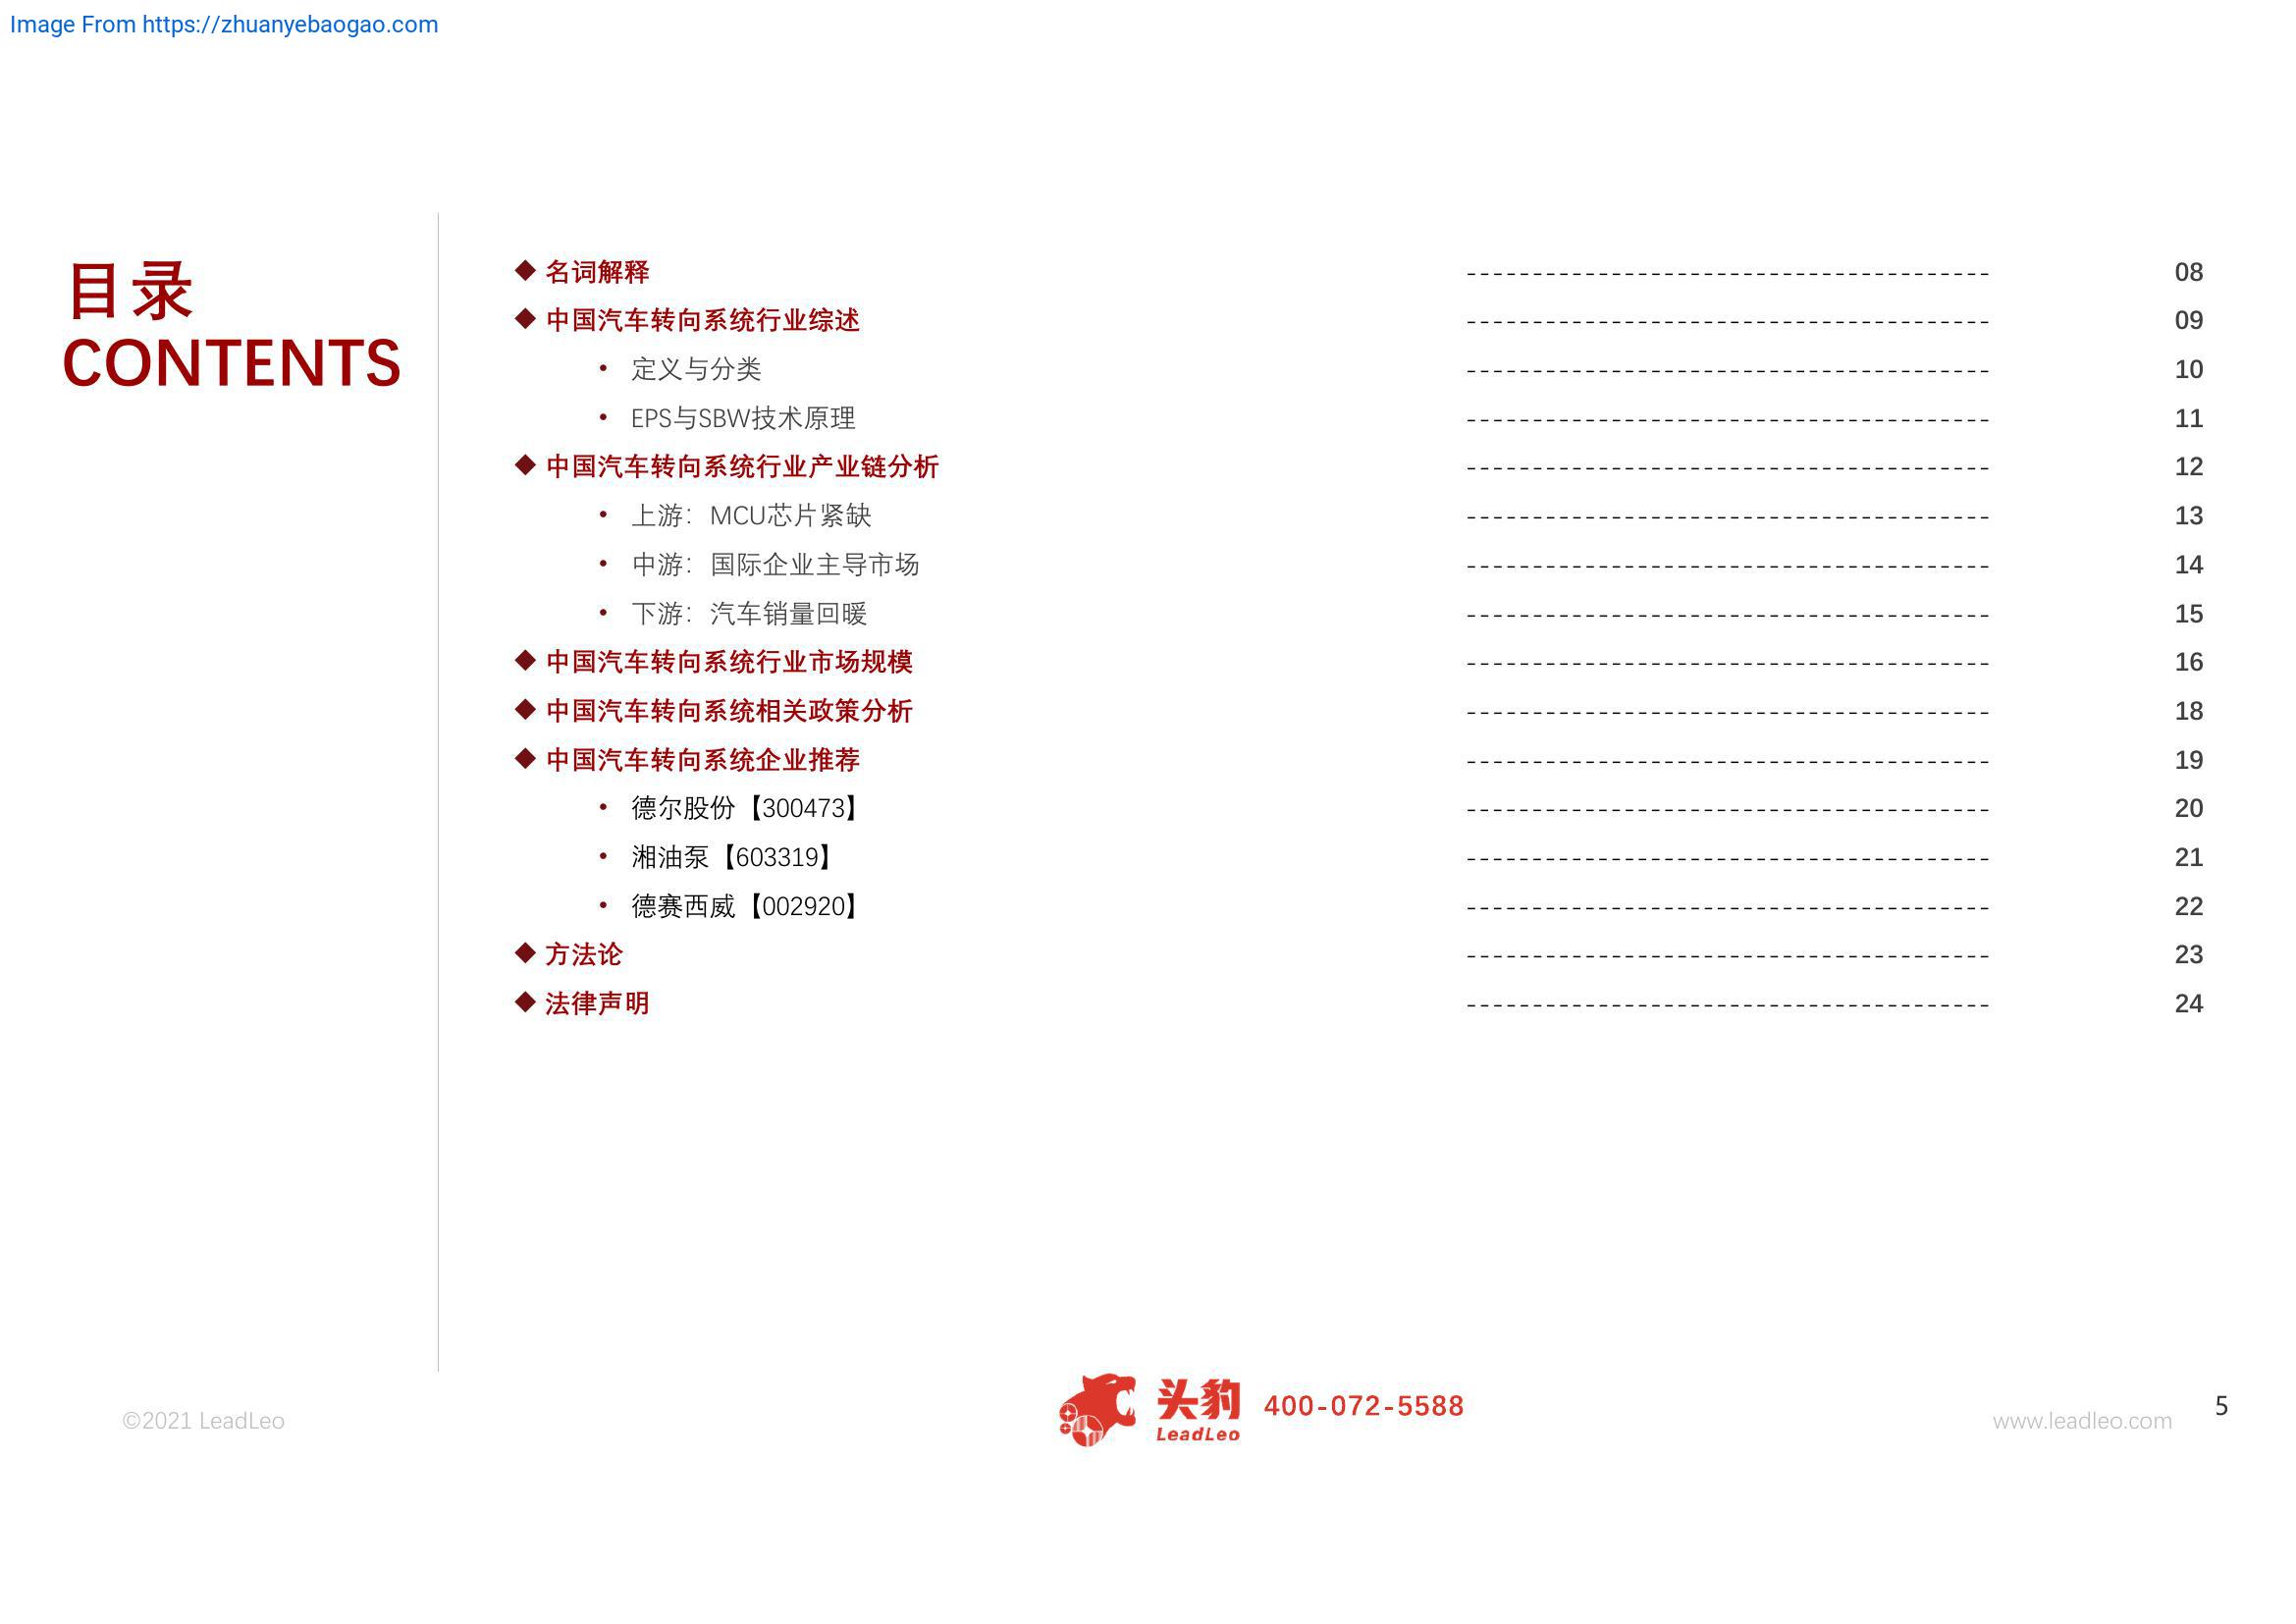 Image From https://zhuanyebaogao.com
目录
CONTENTS
◆ 名词解释 ---------------------------------------- 08
◆ 中国汽车转向系统行业综述 ---------------------------------------- 09
• 定义与分类 ---------------------------------------- 10
• EPS与SBW技术原理 ---------------------------------------- 11
◆ 中国汽车转向系统行业产业链分析 ---------------------------------------- 12
• 上游：MCU芯片紧缺 ---------------------------------------- 13
• 中游：国际企业主导市场 ---------------------------------------- 14
• 下游：汽车销量回暖 ---------------------------------------- 15
◆ 中国汽车转向系统行业市场规模 ---------------------------------------- 16
◆ 中国汽车转向系统相关政策分析 ---------------------------------------- 18
◆ 中国汽车转向系统企业推荐 ---------------------------------------- 19
• 德尔股份【300473】 ---------------------------------------- 20
• 湘油泵【603319】 ---------------------------------------- 21
• 德赛西威【002920】 ---------------------------------------- 22
◆ 方法论 ---------------------------------------- 23
◆ 法律声明 ---------------------------------------- 24
©2021 LeadLeo
头豹
LeadLeo
400-072-5588
www.leadleo.com
5